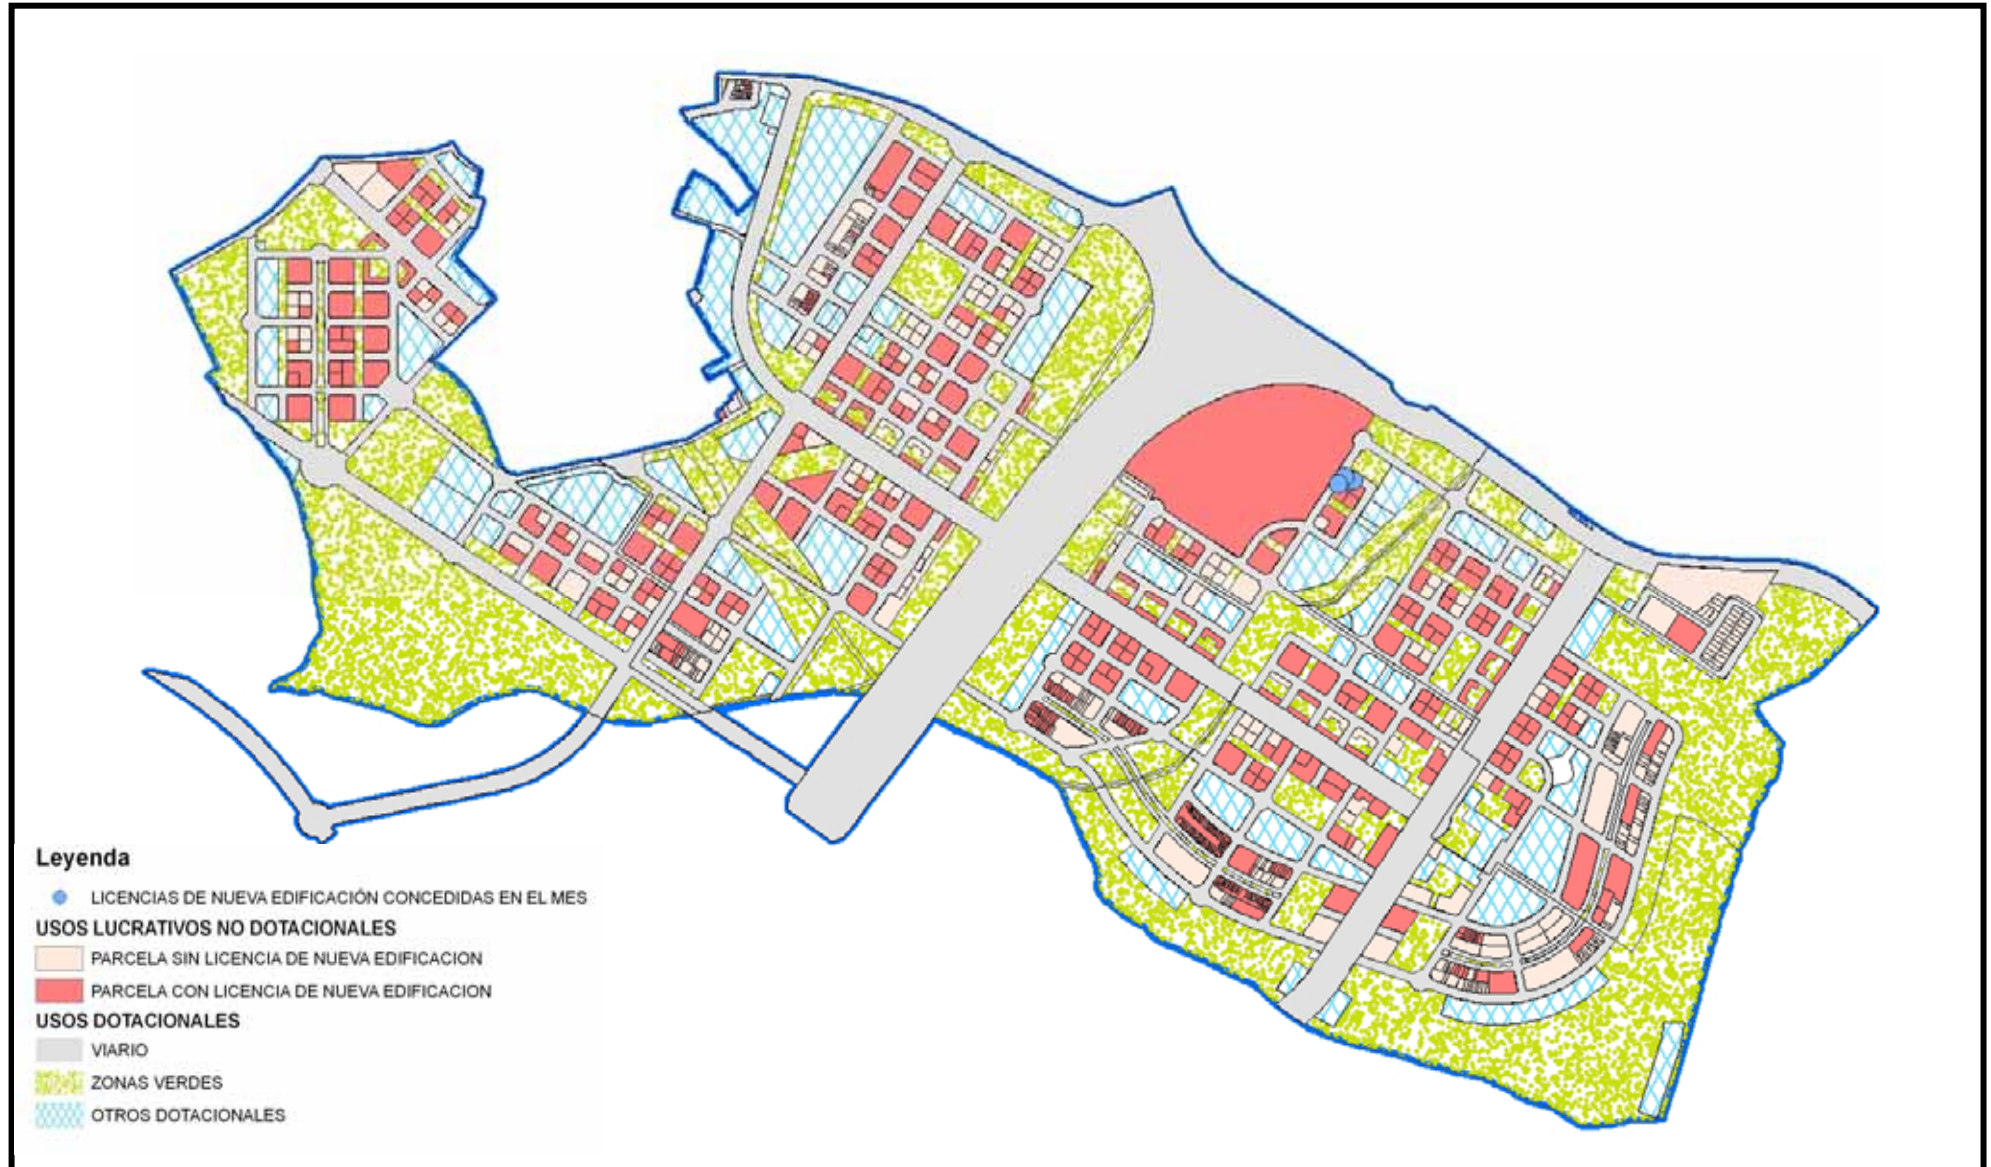 Leyenda
LICENCIAS DE NUEVA EDIFICACIÓN CONCEDIDAS EN EL MES
USOS LUCRATIVOS NO DOTACIONALES
PARCELA SIN LICENCIA DE NUEVA EDIFICACION
PARCELA CON LICENCIA DE NUEVA EDIFICACION
USOS DOTACIONALES
VIARIO
ZONAS VERDES
OTROS DOTACIONALES